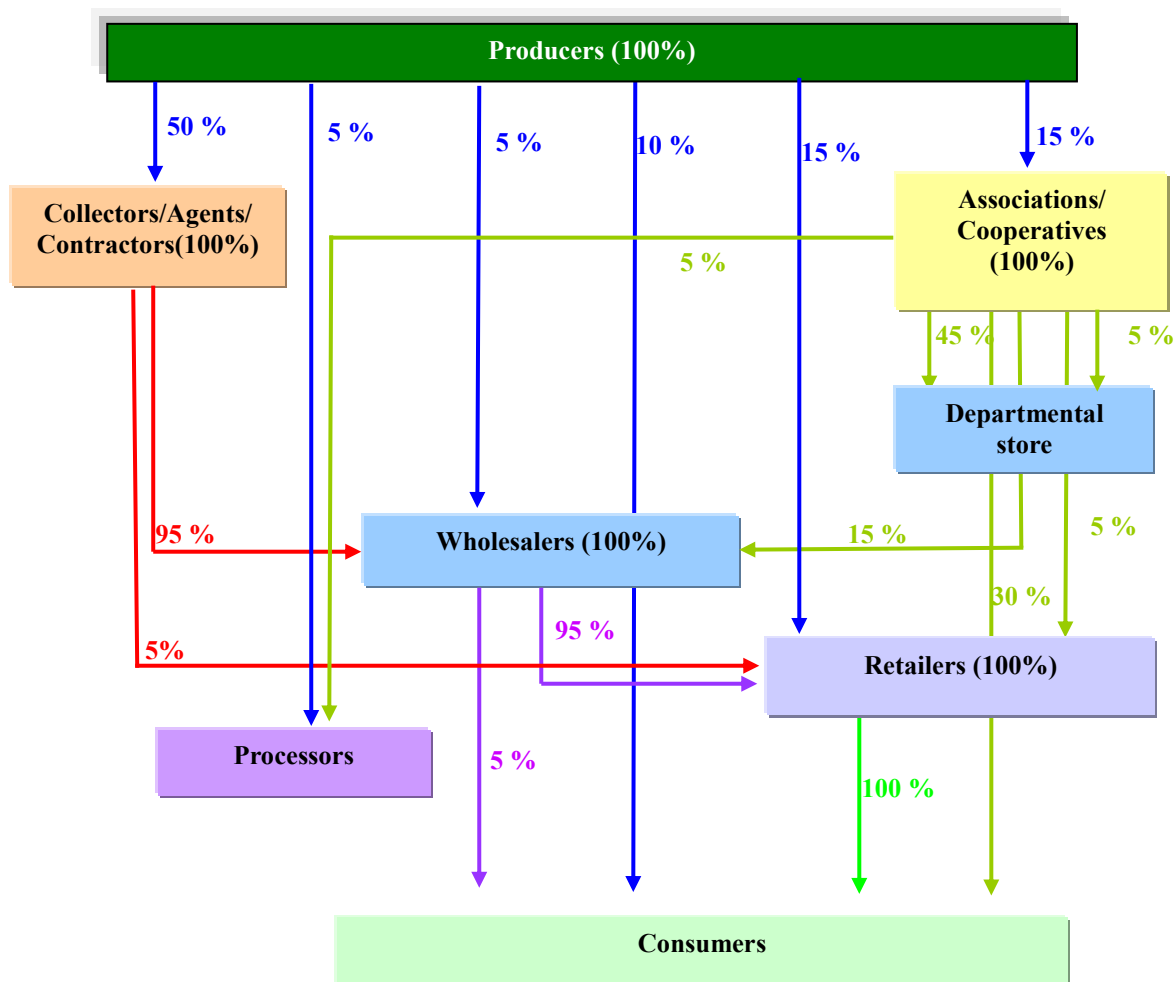 Producers (100%)
50 %
5 %
5 %
10 %
15 %
15 %
Collectors/Agents/
Contractors(100%)
Associations/
Cooperatives
(100%)
5 %
45 %
5 %
Departmental
store
95 %
Wholesalers (100%)
15 %
5 %
30 %
95 %
5%
Retailers (100%)
Processors
5 %
100 %
Consumers